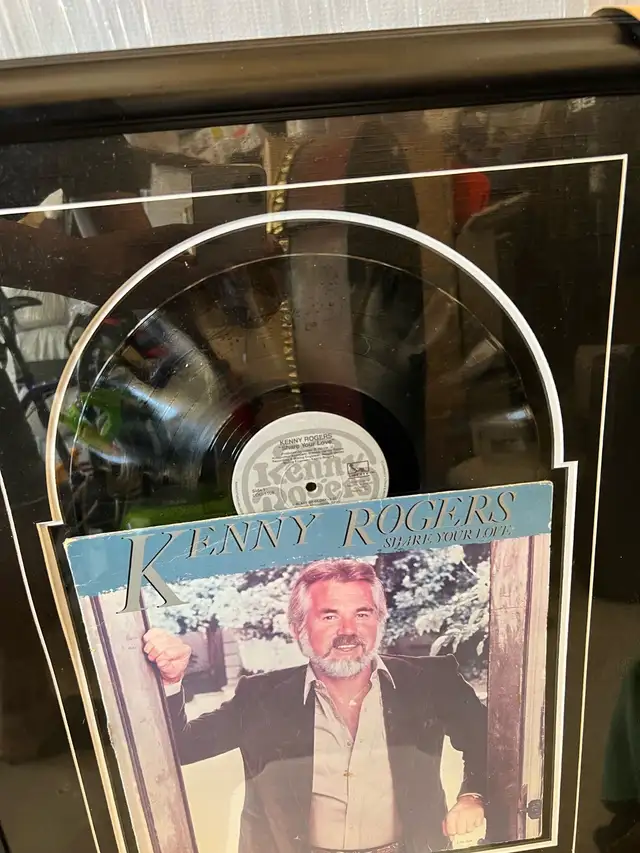 KENNY ROGERS
"Share Your Love"
Kenny
Rogers
KENNY ROGERS
SHARE YOUR LOVE